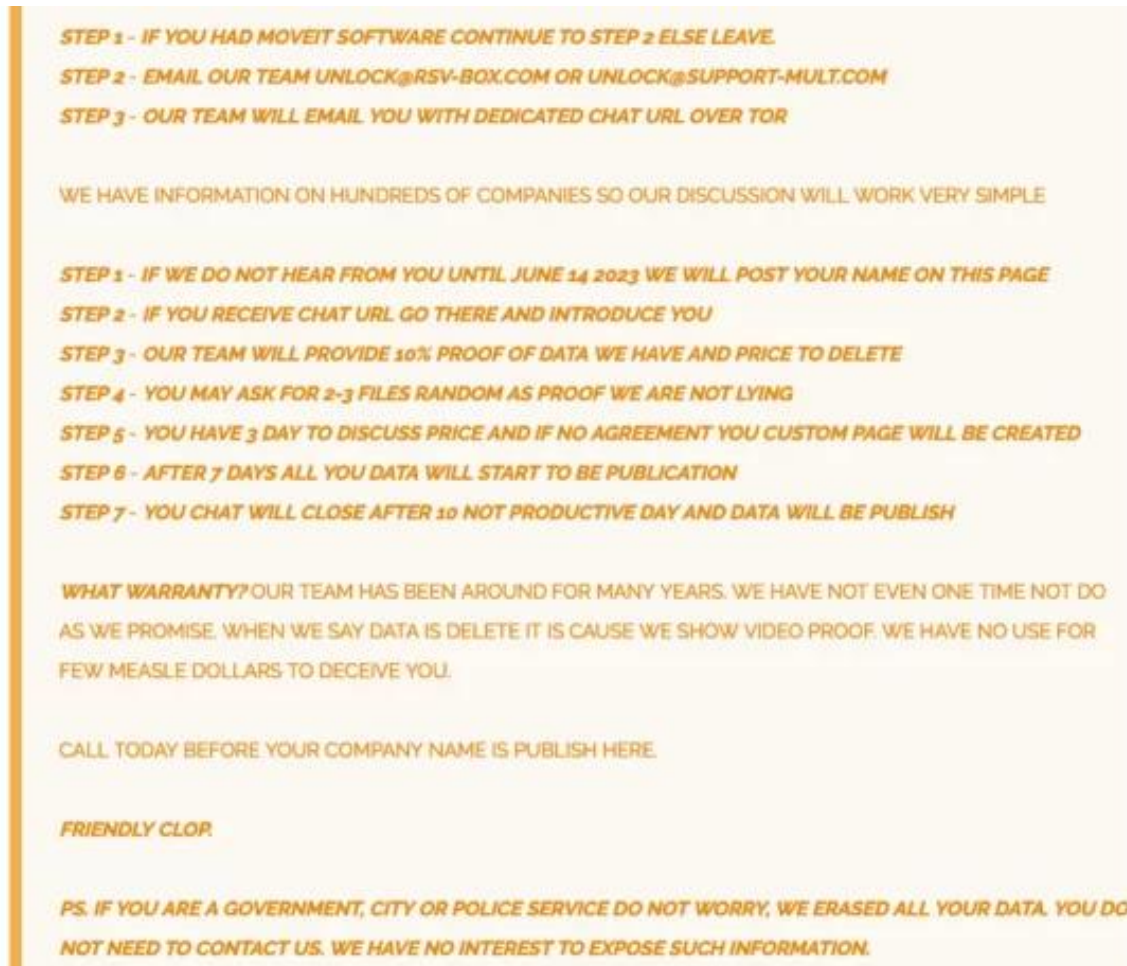 STEP 1 - IF YOU HAD MOVEIT SOFTWARE CONTINUE TO STEP 2 ELSE LEAVE.
STEP 2 - EMAIL OUR TEAM UNLOCK@RSV-BOX.COM OR UNLOCK@SUPPORT-MULT.COM
STEP 3 - OUR TEAM WILL EMAIL YOU WITH DEDICATED CHAT URL OVER TOR
WE HAVE INFORMATION ON HUNDREDS OF COMPANIES SO OUR DISCUSSION WILL WORK VERY SIMPLE
STEP 1 - IF WE DO NOT HEAR FROM YOU UNTIL JUNE 14 2023 WE WILL POST YOUR NAME ON THIS PAGE
STEP 2 - IF YOU RECEIVE CHAT URL GO THERE AND INTRODUCE YOU
STEP 3 - OUR TEAM WILL PROVIDE 10% PROOF OF DATA WE HAVE AND PRICE TO DELETE
STEP 4 - YOU MAY ASK FOR 2-3 FILES RANDOM AS PROOF WE ARE NOT LYING
STEP 5 - YOU HAVE 3 DAY TO DISCUSS PRICE AND IF NO AGREEMENT YOU CUSTOM PAGE WILL BE CREATED
STEP 6 - AFTER 7 DAYS ALL YOU DATA WILL START TO BE PUBLICATION
STEP 7 - YOU CHAT WILL CLOSE AFTER 10 NOT PRODUCTIVE DAY AND DATA WILL BE PUBLISH
WHAT WARRANTY? OUR TEAM HAS BEEN AROUND FOR MANY YEARS. WE HAVE NOT EVEN ONE TIME NOT DO
AS WE PROMISE. WHEN WE SAY DATA IS DELETE IT IS CAUSE WE SHOW VIDEO PROOF. WE HAVE NO USE FOR
FEW MEASLE DOLLARS TO DECEIVE YOU.
CALL TODAY BEFORE YOUR COMPANY NAME IS PUBLISH HERE.
FRIENDLY CLOP.
PS. IF YOU ARE A GOVERNMENT, CITY OR POLICE SERVICE DO NOT WORRY, WE ERASED ALL YOUR DATA. YOU DO
NOT NEED TO CONTACT US. WE HAVE NO INTEREST TO EXPOSE SUCH INFORMATION.